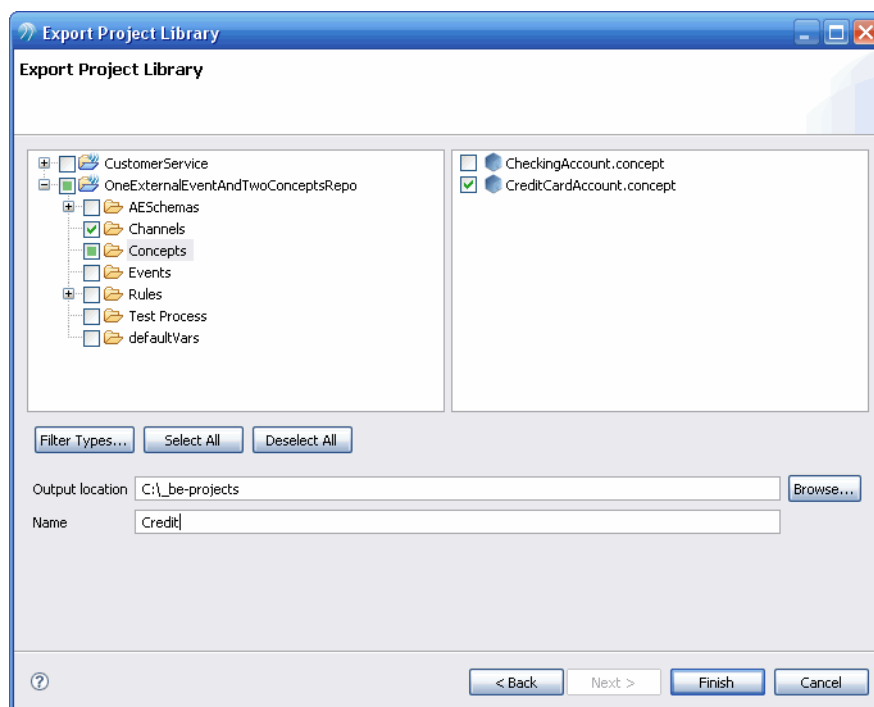 Export Project Library
Export Project Library
CustomerService
OneExternalEventAndTwoConceptsRepo
AESchemas
Channels
Concepts
Events
Rules
Test Process
defaultVars
CheckingAccount.concept
CreditCardAccount.concept
Filter Types... Select All Deselect All
Output location C:\_be-projects Browse...
Name Credit
? < Back Next > Finish Cancel